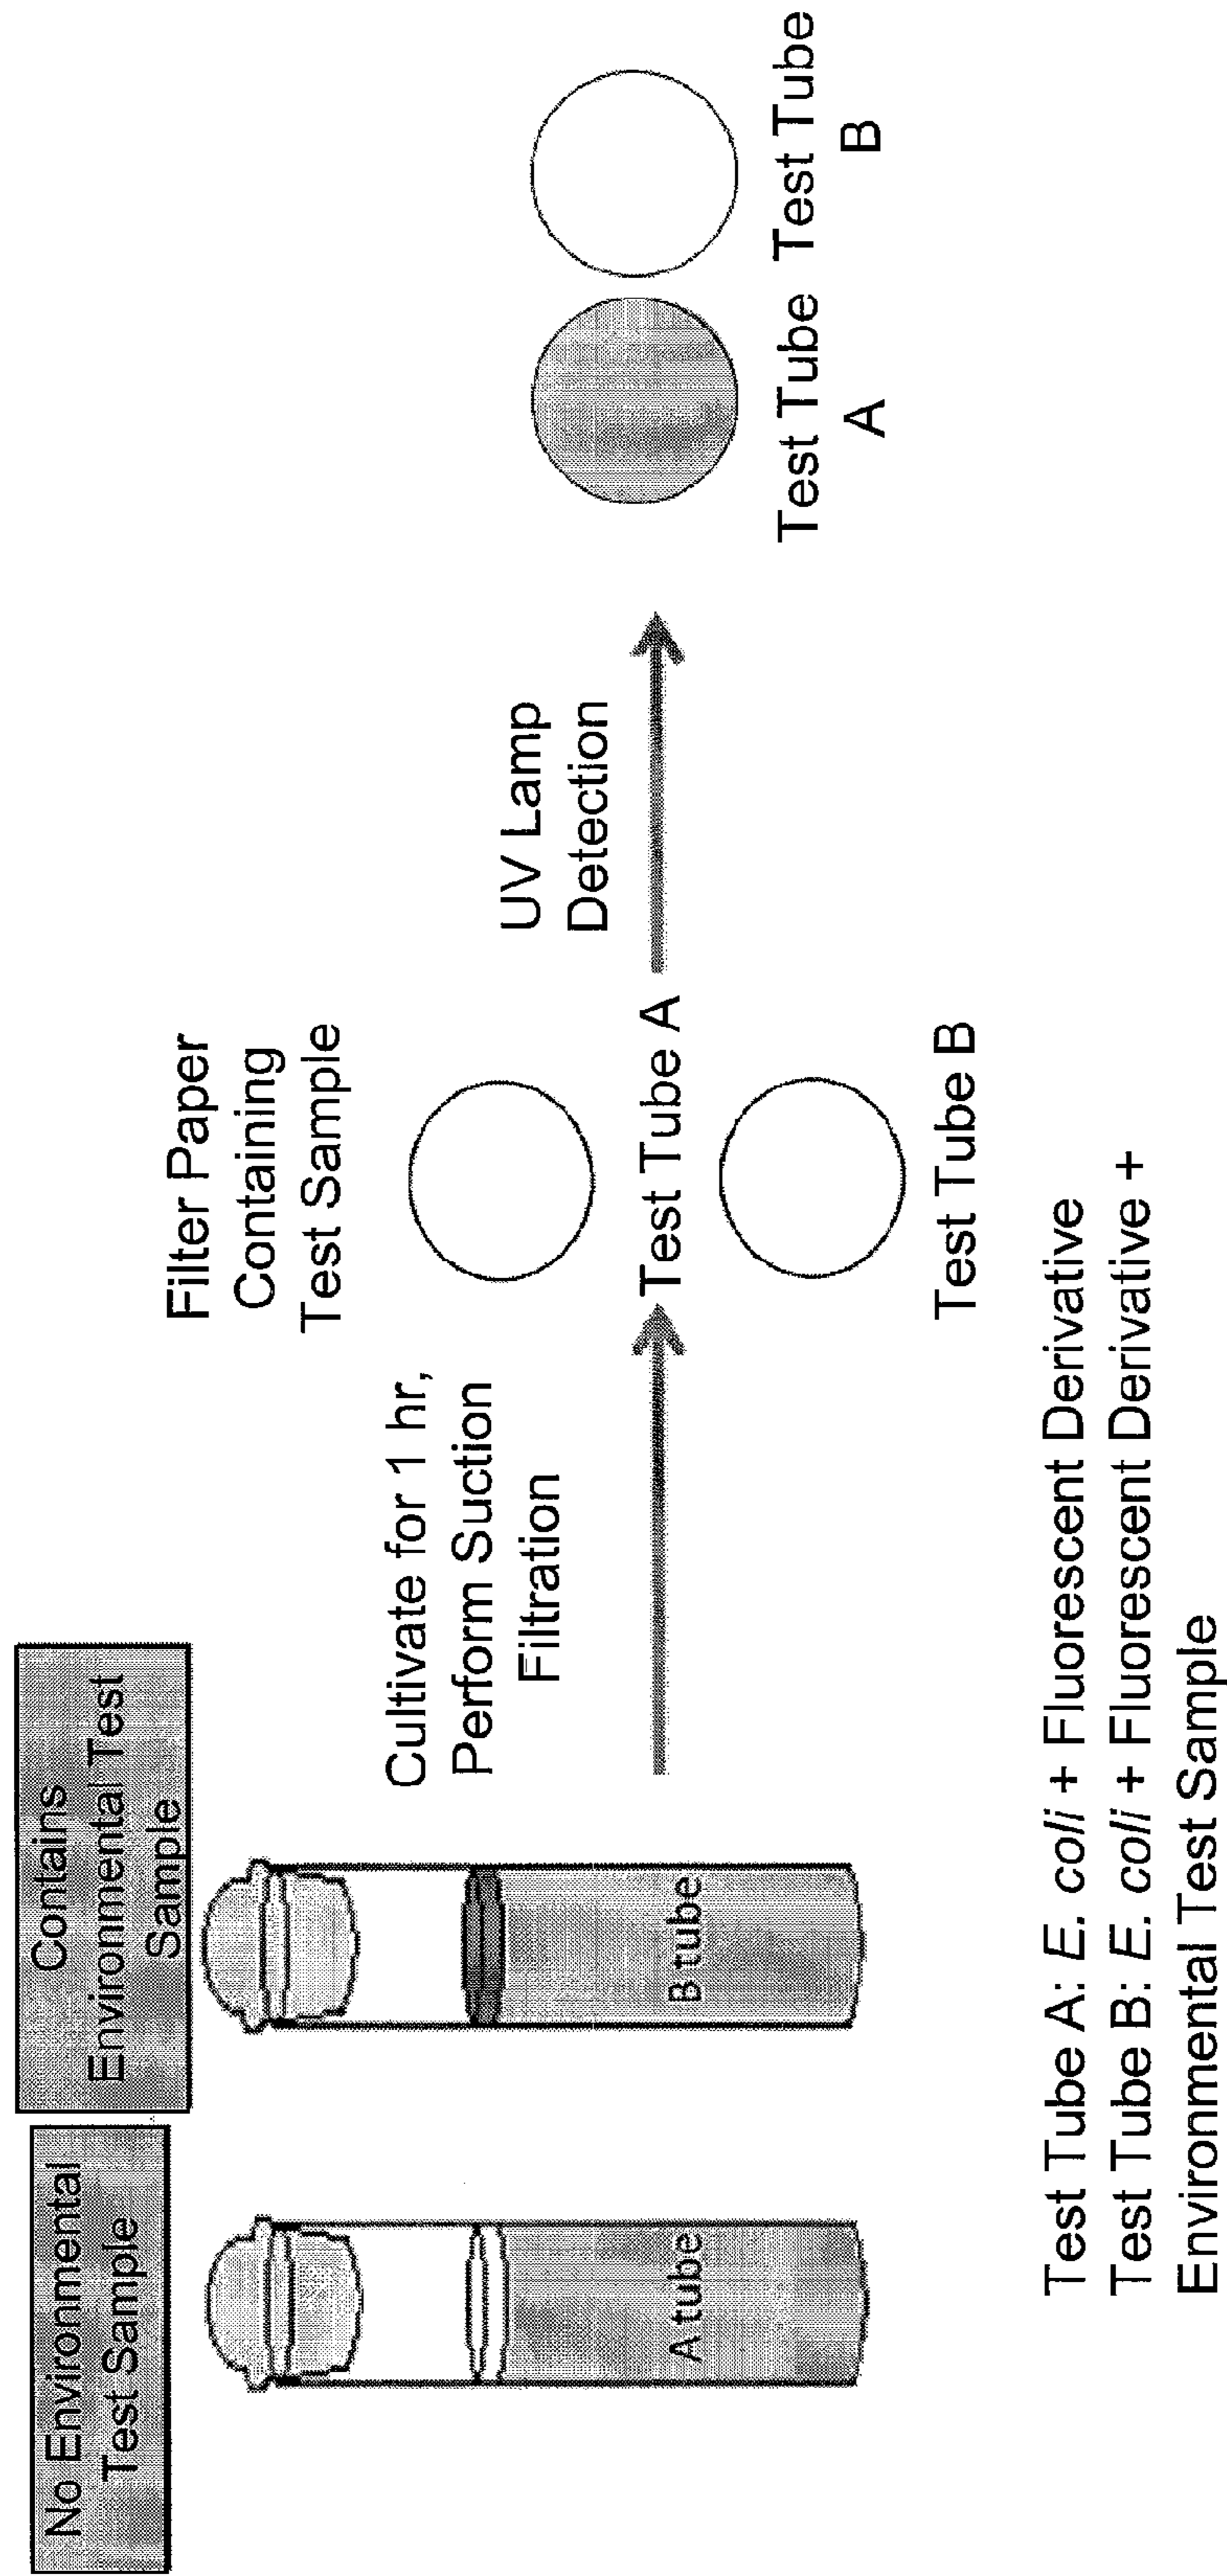 No Environmental
Test Sample
Contains
Environmental Test
Sample
A tube
B tube
Cultivate for 1 hr,
Perform Suction
Filtration
Filter Paper
Containing
Test Sample
Test Tube A
Test Tube B
UV Lamp
Detection
Test Tube
A
Test Tube
B
Test Tube A: E. coli + Fluorescent Derivative
Test Tube B: E. coli + Fluorescent Derivative +
Environmental Test Sample